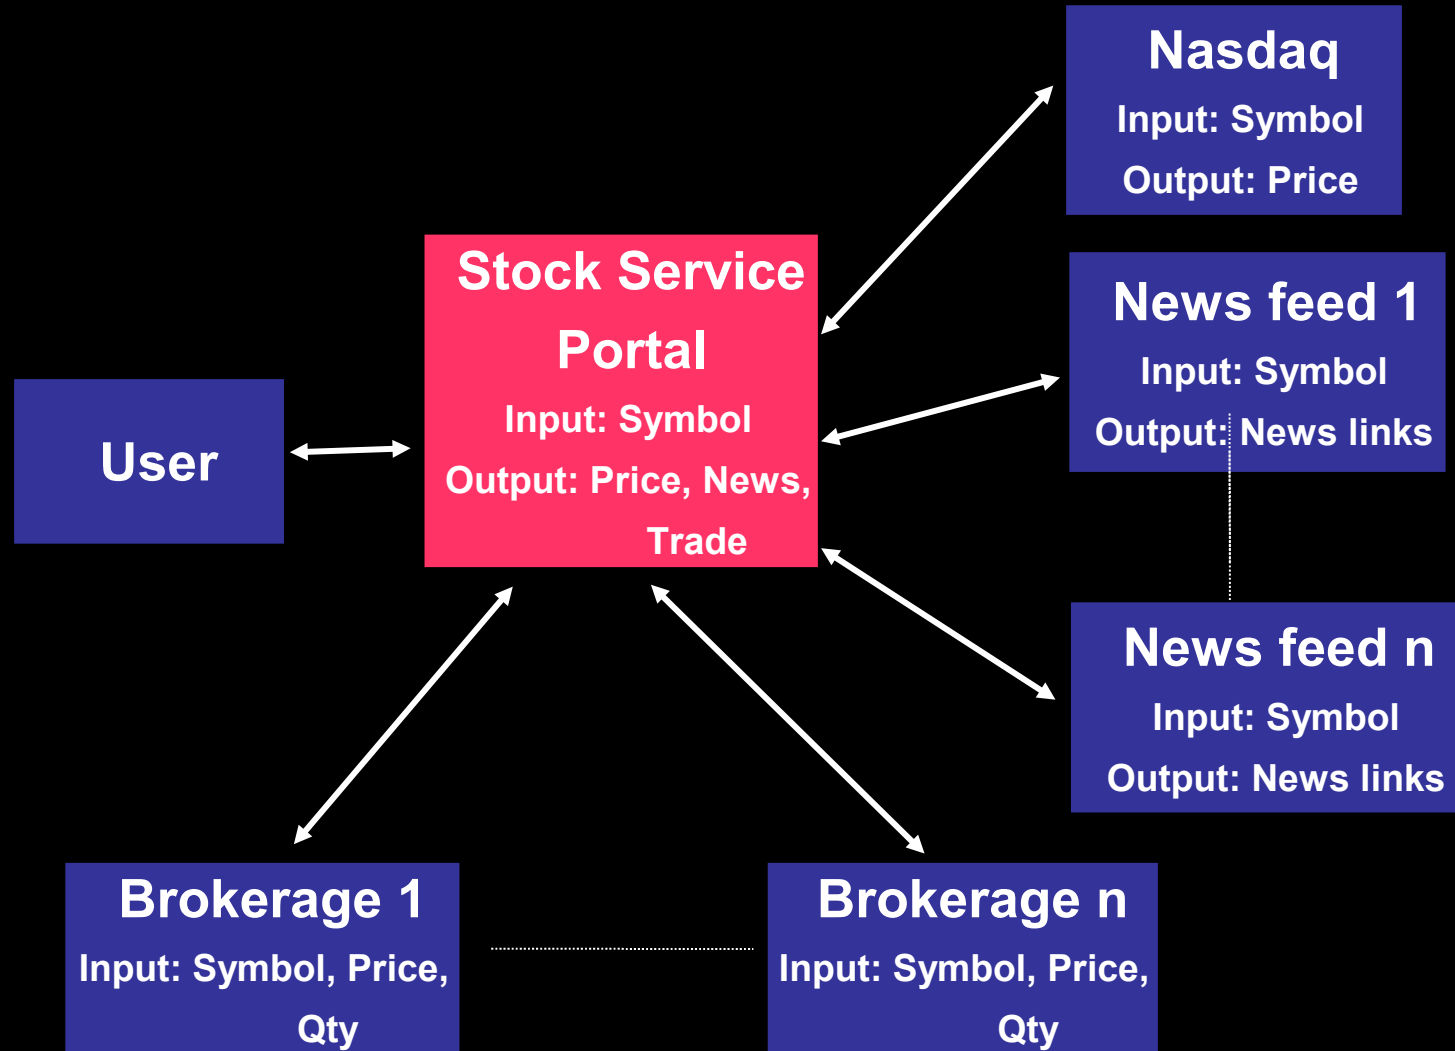 Nasdaq
Input: Symbol
Output: Price
Stock Service
Portal
Input: Symbol
Output: Price, News,
Trade
News feed 1
Input: Symbol
Output: News links
User
News feed n
Input: Symbol
Output: News links
Brokerage 1
Input: Symbol, Price,
Qty
Brokerage n
Input: Symbol, Price,
Qty